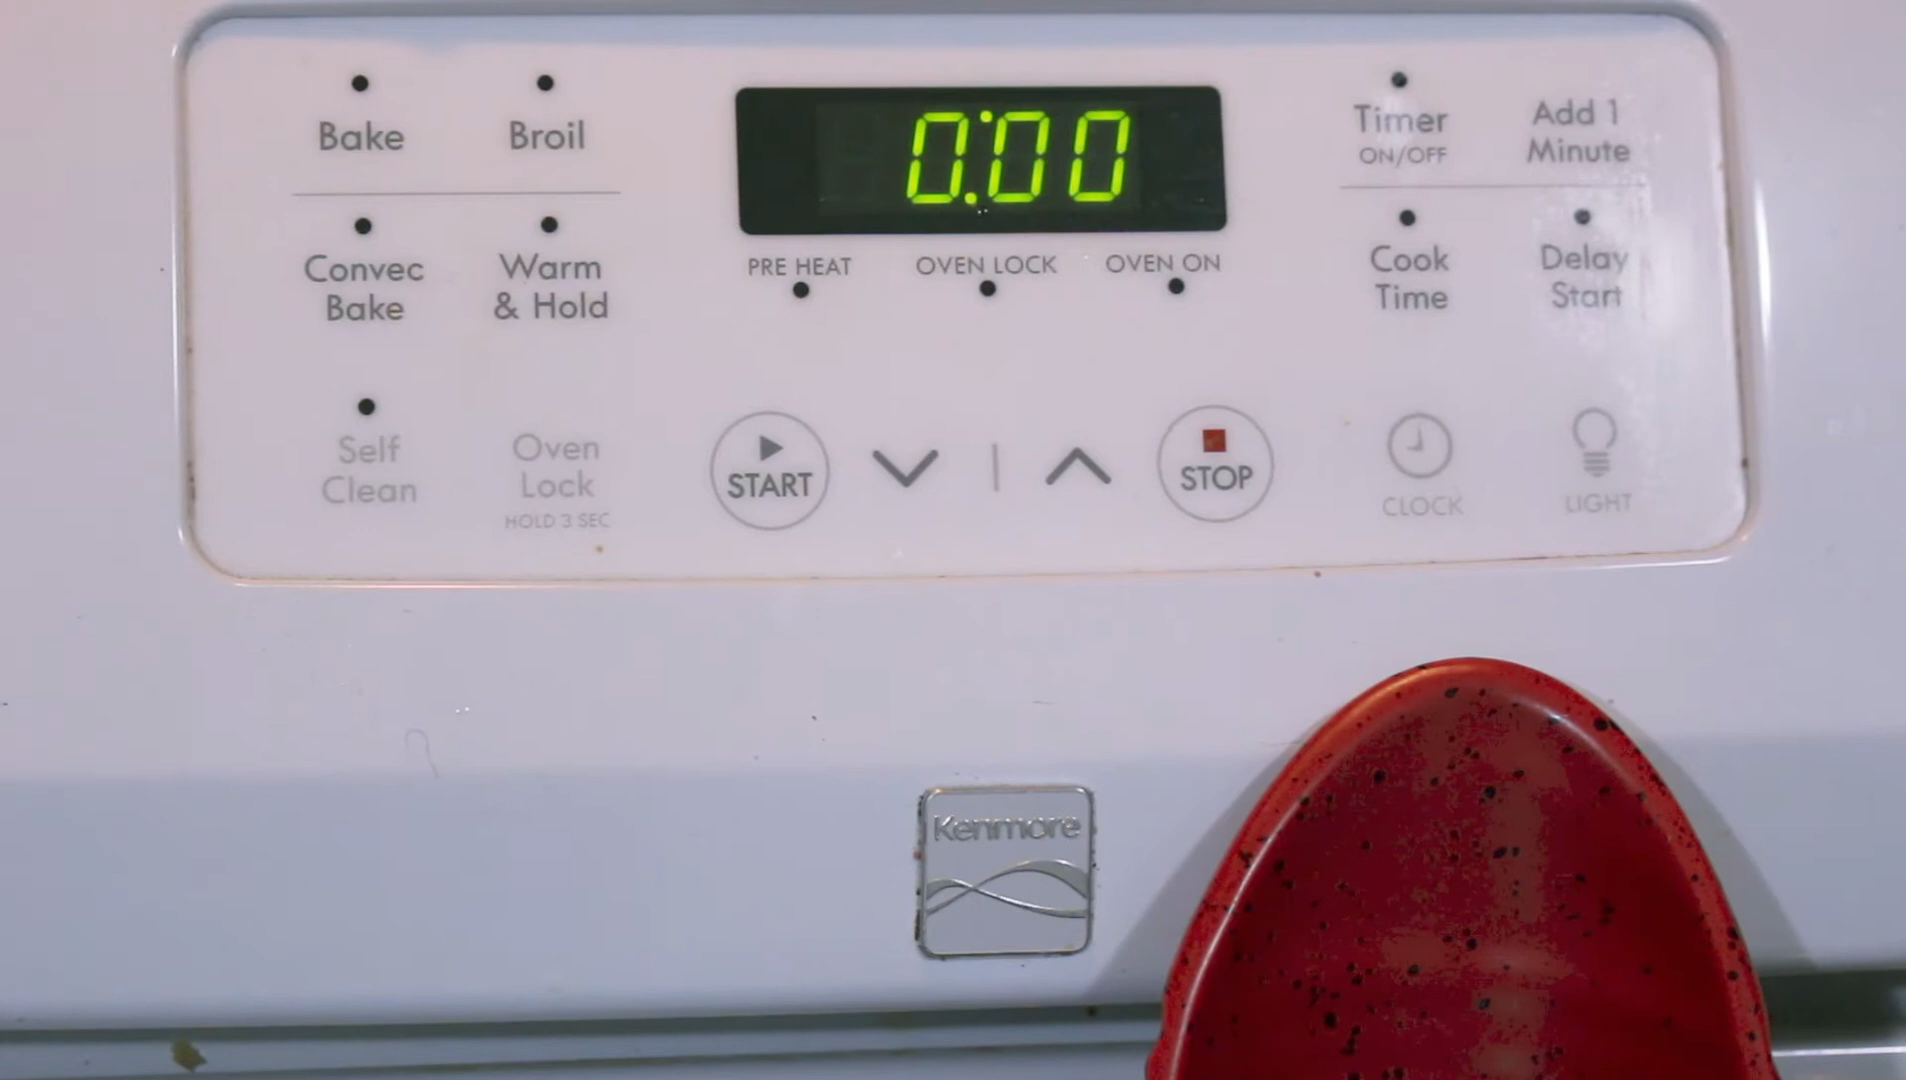 Bake
Broil
0:00
Timer
ON/OFF
Add 1
Minute
Convec
Bake
Warm
& Hold
PRE HEAT
OVEN LOCK
OVEN ON
Cook
Time
Delay
Start
Self
Clean
Oven
Lock
HOLD 3 SEC
START
STOP
CLOCK
LIGHT
Kenmore